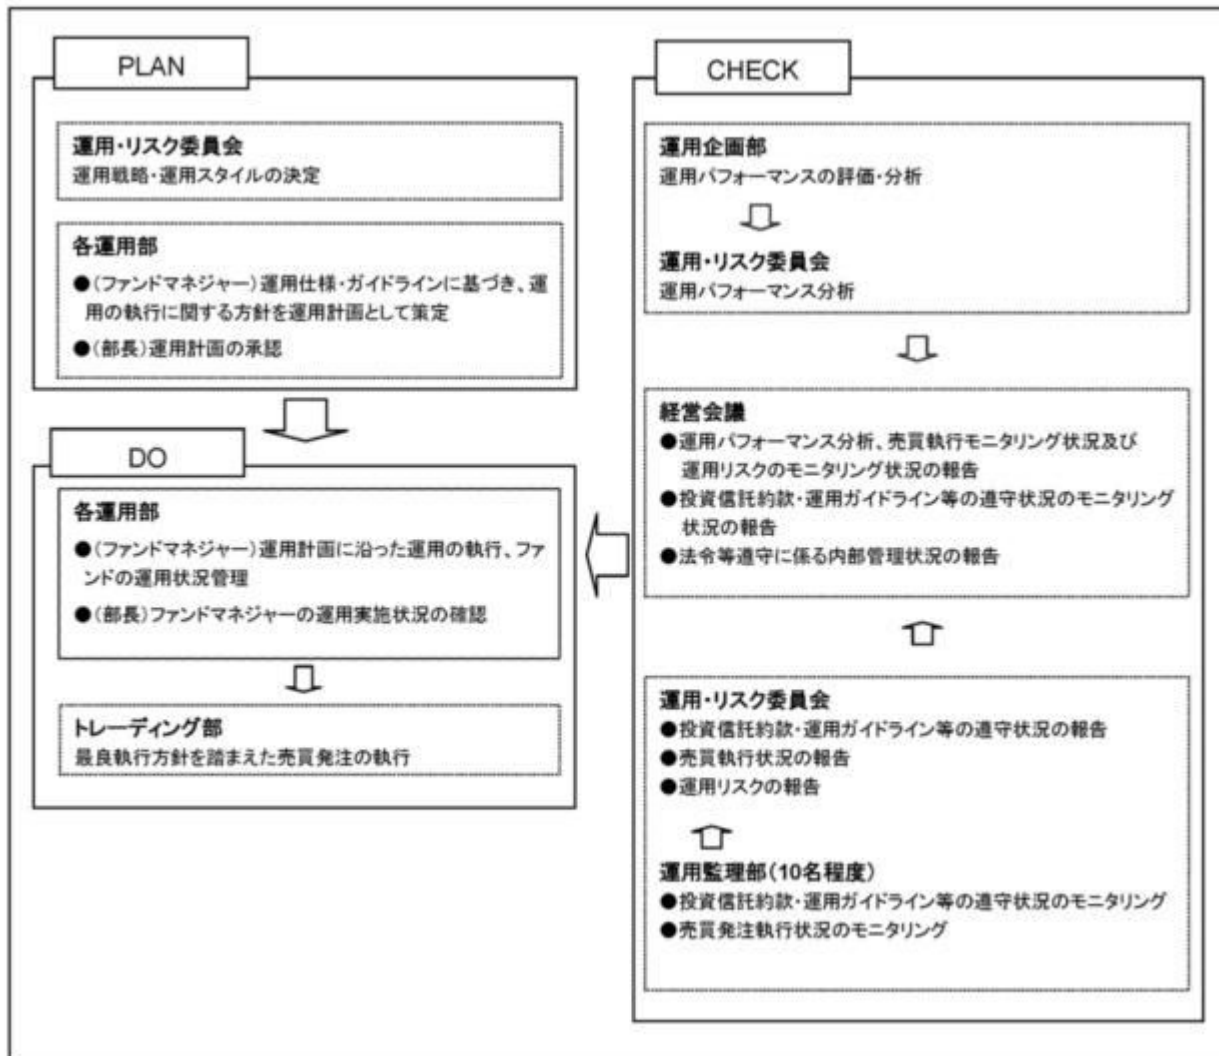 PLAN
運用・リスク委員会
運用戦略・運用スタイルの決定
各運用部
●(ファンドマネジャー)運用仕様・ガイドラインに基づき、運
用の執行に関する方針を運用計画として策定
●(部長)運用計画の承認
DO
各運用部
●(ファンドマネジャー)運用計画に沿った運用の執行、ファ
ンドの運用状況管理
●(部長)ファンドマネジャーの運用実施状況の確認
トレーディング部
最良執行方針を踏まえた売買発注の執行
CHECK
運用企画部
運用パフォーマンスの評価・分析
運用・リスク委員会
運用パフォーマンス分析
経営会議
●運用パフォーマンス分析、売買執行モニタリング状況及び
運用リスクのモニタリング状況の報告
●投資信託約款・運用ガイドライン等の遵守状況のモニタリング
状況の報告
●法令等遵守に係る内部管理状況の報告
運用・リスク委員会
●投資信託約款・運用ガイドライン等の遵守状況の報告
●売買執行状況の報告
●運用リスクの報告
運用監理部(10名程度)
●投資信託約款・運用ガイドライン等の遵守状況のモニタリング
●売買発注執行状況のモニタリング